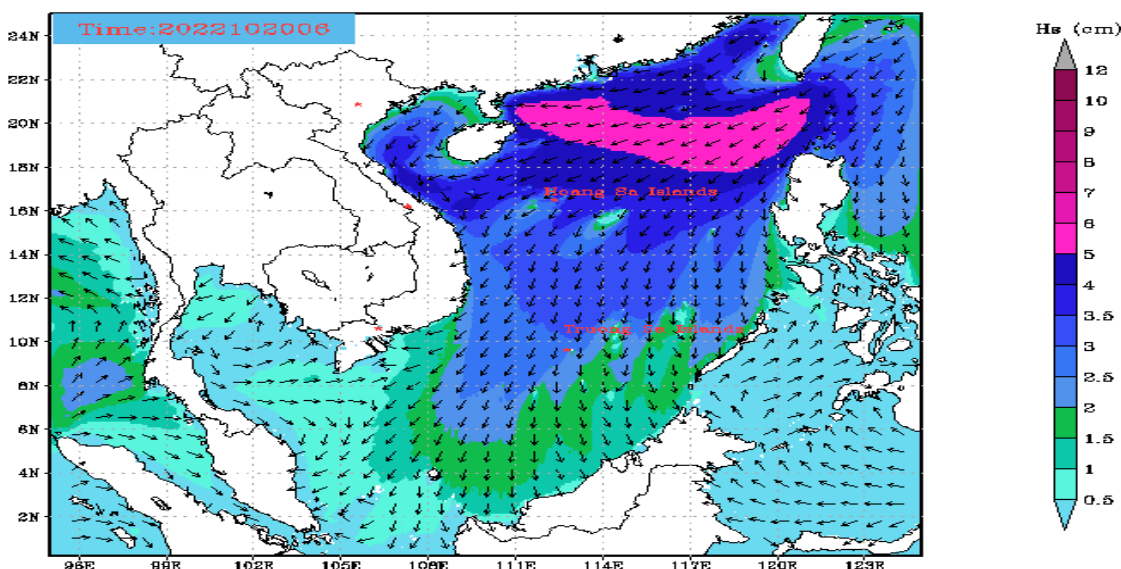 Time:2022102006
Hs (cm)
24N
22N
20N
18N
16N
14N
12N
10N
8N
6N
4N
2N
Hoang Sa Islands
Truong Sa Islands
96E
99E
102E
105E
108E
111E
114E
117E
120E
123E
12
10
9
8
7
6
5
4
3.5
3
2.5
2
1.5
1
0.5